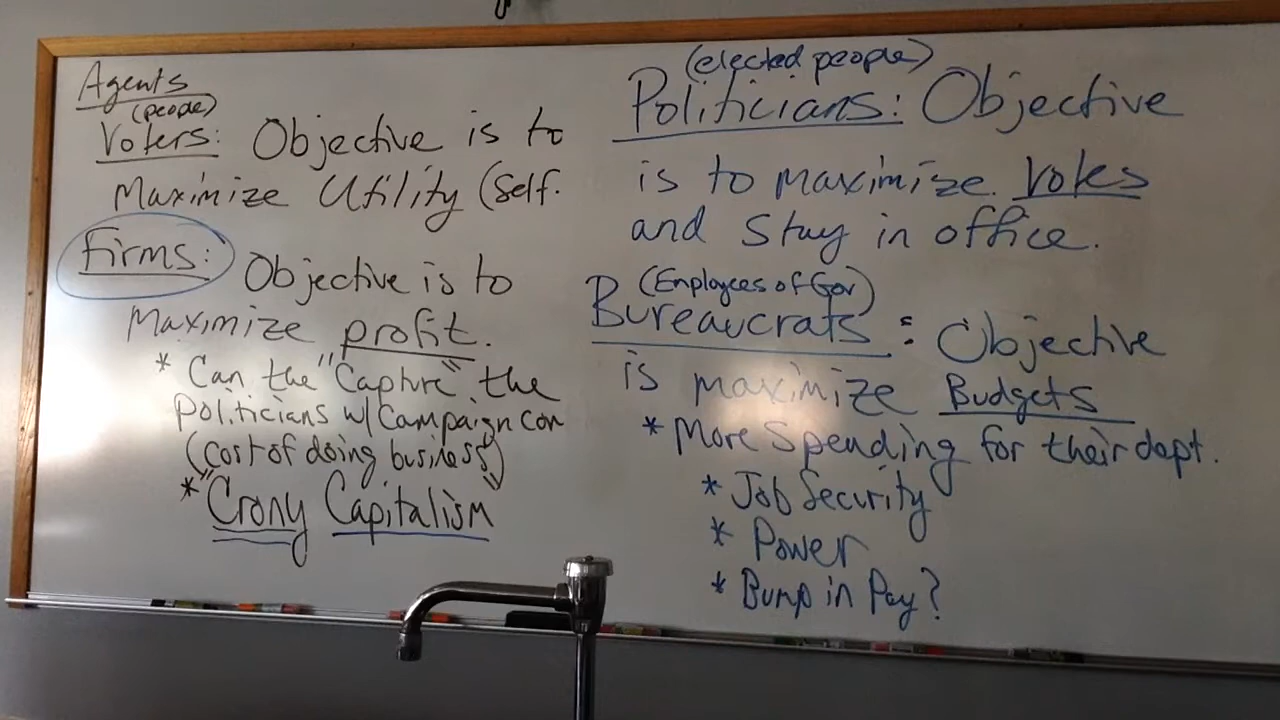 Agents
(people)
Voters: Objective is to
Maximize Utility (Self.
Firms: Objective is to
Maximize profit.
* Can the "Capture" the
Politicians w/ Campaign con
(cost of doing business)
* "Crony Capitalism"
(elected people)
Politicians: Objective
is to maximize votes
and stay in office.
(Employees of Gov)
Bureaucrats: Objective
is maximize Budgets
* More Spending for their dept.
* Job Security
* Power
* Bump in Pay?